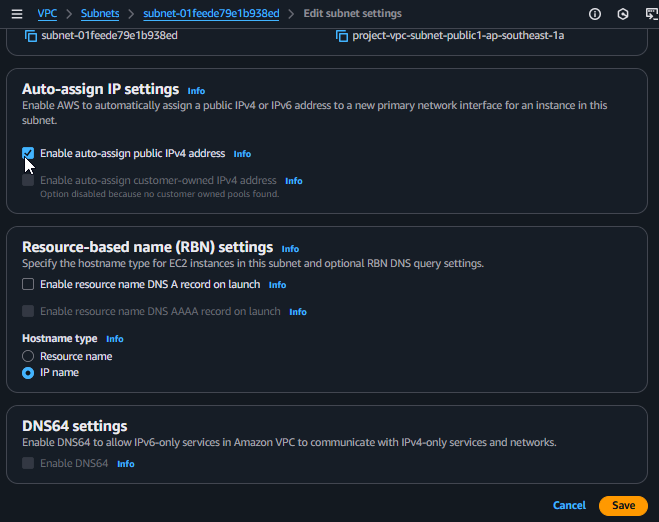 VPC > Subnets > subnet-01feede79e1b938ed > Edit subnet settings
subnet-01feede79e1b938ed project-vpc-subnet-public1-ap-southeast-1a
Auto-assign IP settings Info
Enable AWS to automatically assign a public IPv4 or IPv6 address to a new primary network interface for an instance in this
subnet.
Enable auto-assign public IPv4 address Info
Enable auto-assign customer-owned IPv4 address Info
Option disabled because no customer owned pools found.
Resource-based name (RBN) settings Info
Specify the hostname type for EC2 instances in this subnet and optional RBN DNS query settings.
Enable resource name DNS A record on launch Info
Enable resource name DNS AAAA record on launch Info
Hostname type Info
Resource name
IP name
DNS64 settings
Enable DNS64 to allow IPv6-only services in Amazon VPC to communicate with IPv4-only services and networks.
Enable DNS64 Info
Cancel Save